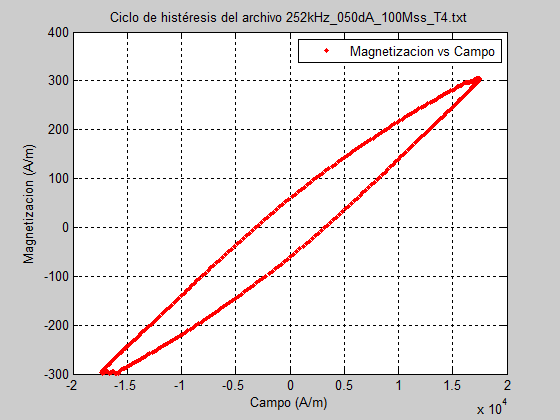 Ciclo de histéresis del archivo 252kHz_050dA_100Mss_T4.txt
Magnetizacion vs Campo
Magnetizacion (A/m)
400
300
200
100
0
-100
-200
-300
-2 -1.5 -1 -0.5 0 0.5 1 1.5 2
Campo (A/m)
x 10^4